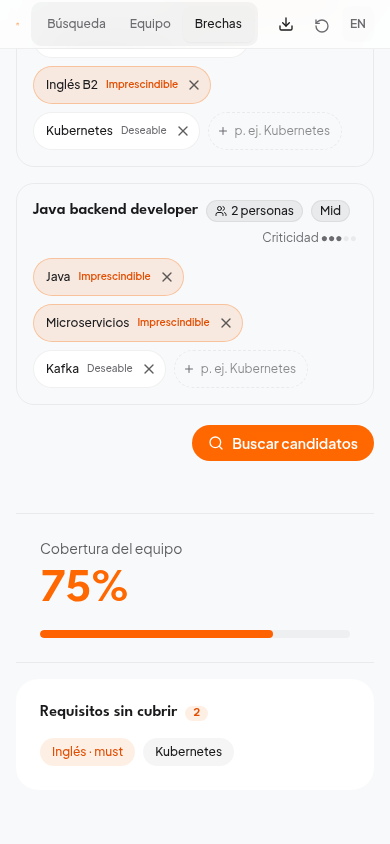 Búsqueda Equipo Brechas EN
Inglés B2 Imprescindible
Kubernetes Deseable + p. ej. Kubernetes
Java backend developer 2 personas Mid
Criticidad
Java Imprescindible
Microservicios Imprescindible
Kafka Deseable + p. ej. Kubernetes
Buscar candidatos
Cobertura del equipo
75%
Requisitos sin cubrir 2
Inglés · must Kubernetes